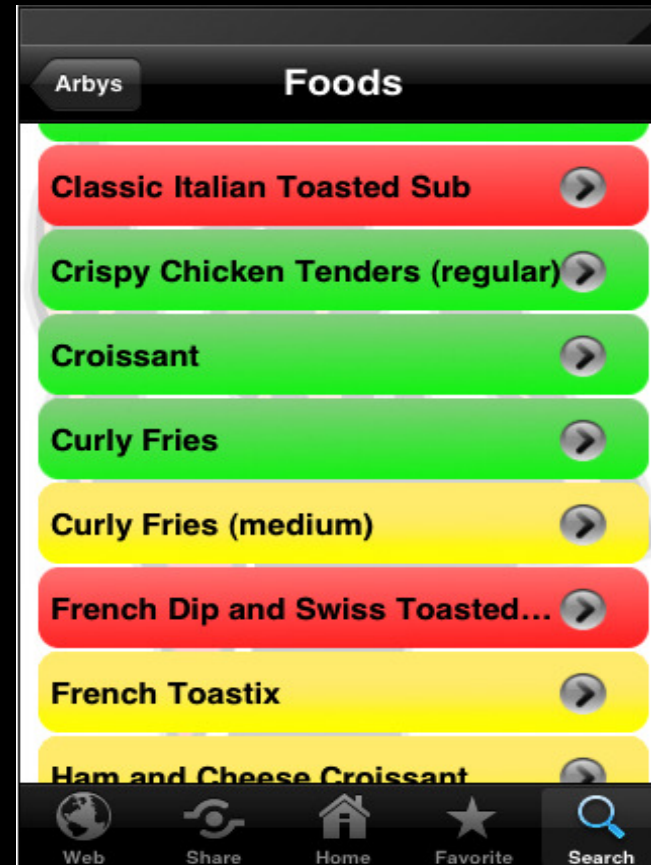 Arbys
Foods
Classic Italian Toasted Sub
Crispy Chicken Tenders (regular)
Croissant
Curly Fries
Curly Fries (medium)
French Dip and Swiss Toasted...
French Toastix
Ham and Cheese Croissant
Web Share Home Favorite Search